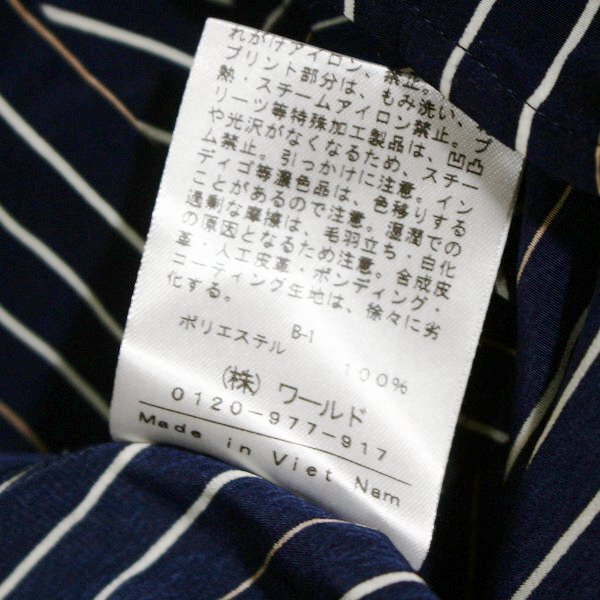 れがけアイロン、禁止。
プリント部分は、もみ洗い、
熱・スチームアイロン禁止。プ
リーツ等特殊加工製品は、凹凸
や光沢がなくなるため、スチー
ム禁止。引っかけに注意。イン
ディゴ等濃色品は、色移りする
ことがあるので注意。湿潤での
過剰な摩擦は、毛羽立ち・白化
の原因となるため注意。合成皮
革・人工皮革・ボンディング・
コーティング生地は、徐々に劣
化する。
B-1
ポリエステル 100%
(株) ワールド
0120-977-917
Made in Viet Nam